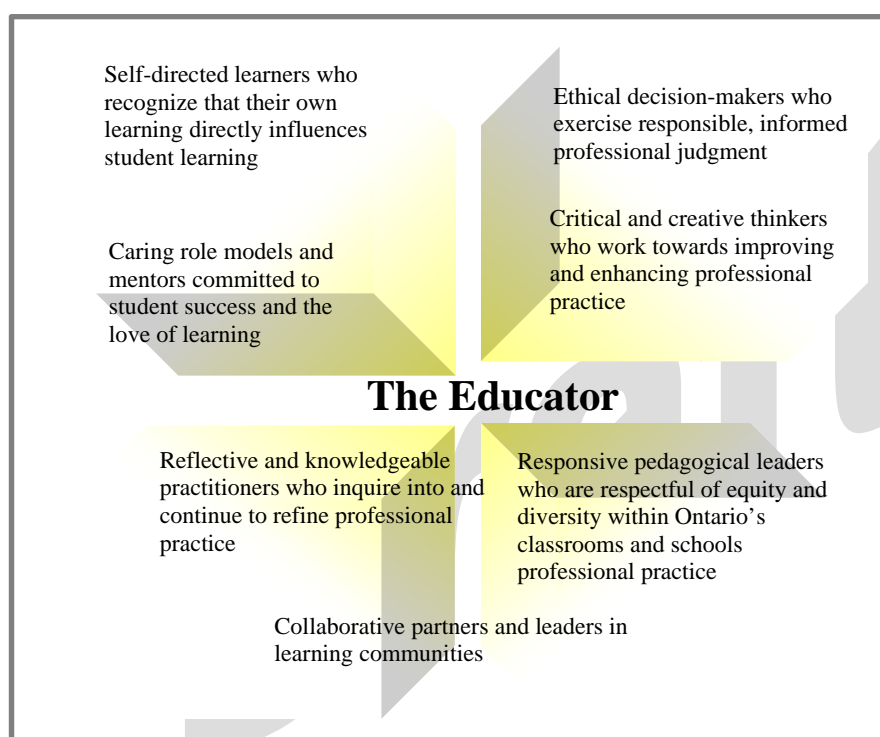 Self-directed learners who
recognize that their own
learning directly influences
student learning
Ethical decision-makers who
exercise responsible, informed
professional judgment
Caring role models and
mentors committed to
student success and the
love of learning
Critical and creative thinkers
who work towards improving
and enhancing professional
practice
The Educator
Reflective and knowledgeable
practitioners who inquire into and
continue to refine professional
practice
Responsive pedagogical leaders
who are respectful of equity and
diversity within Ontario’s
classrooms and schools
professional practice
Collaborative partners and leaders in
learning communities